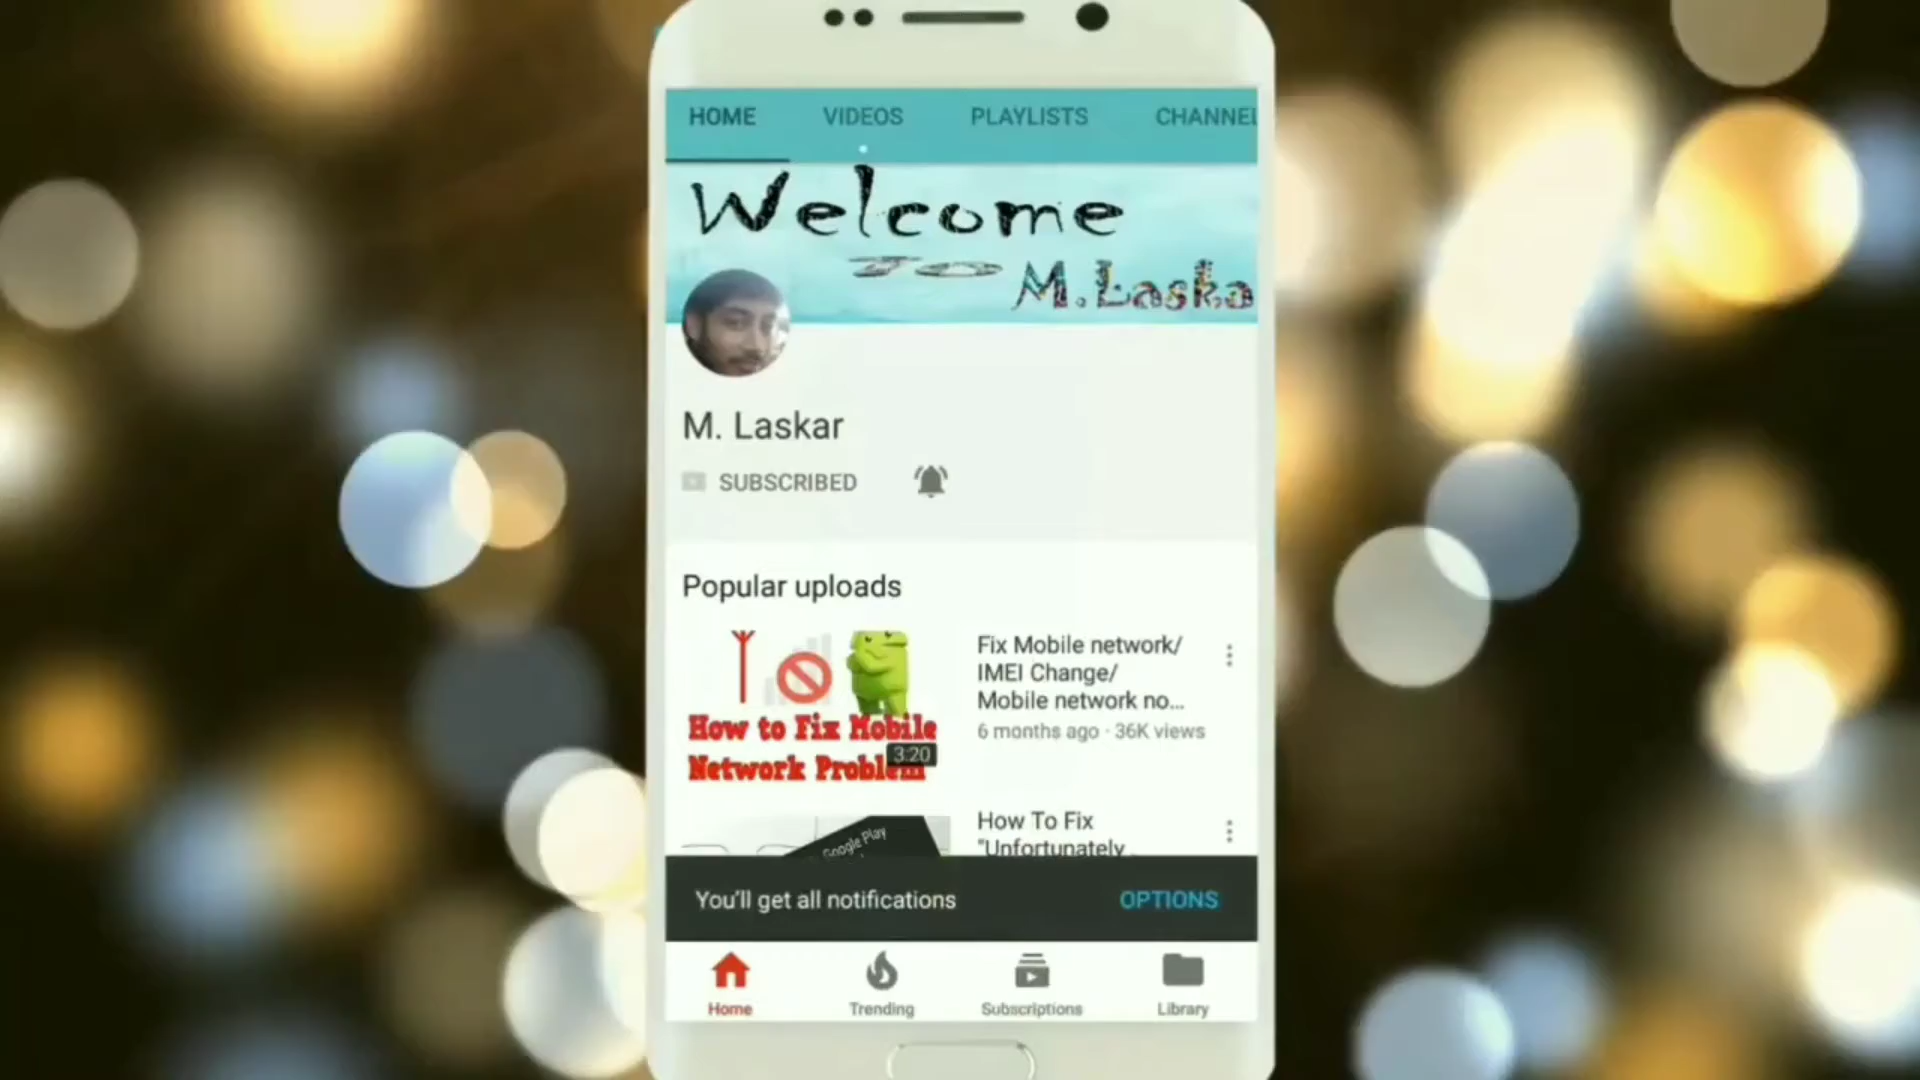 HOME VIDEOS PLAYLISTS CHANNEL
Welcome
TO
M.Laska
M. Laskar
SUBSCRIBED
Popular uploads
How to Fix Mobile
Network Problem
3:20
Fix Mobile network/
IMEI Change/
Mobile network no...
6 months ago · 36K views
Google Play
How To Fix
"Unfortunately
You'll get all notifications OPTIONS
Home Trending Subscriptions Library